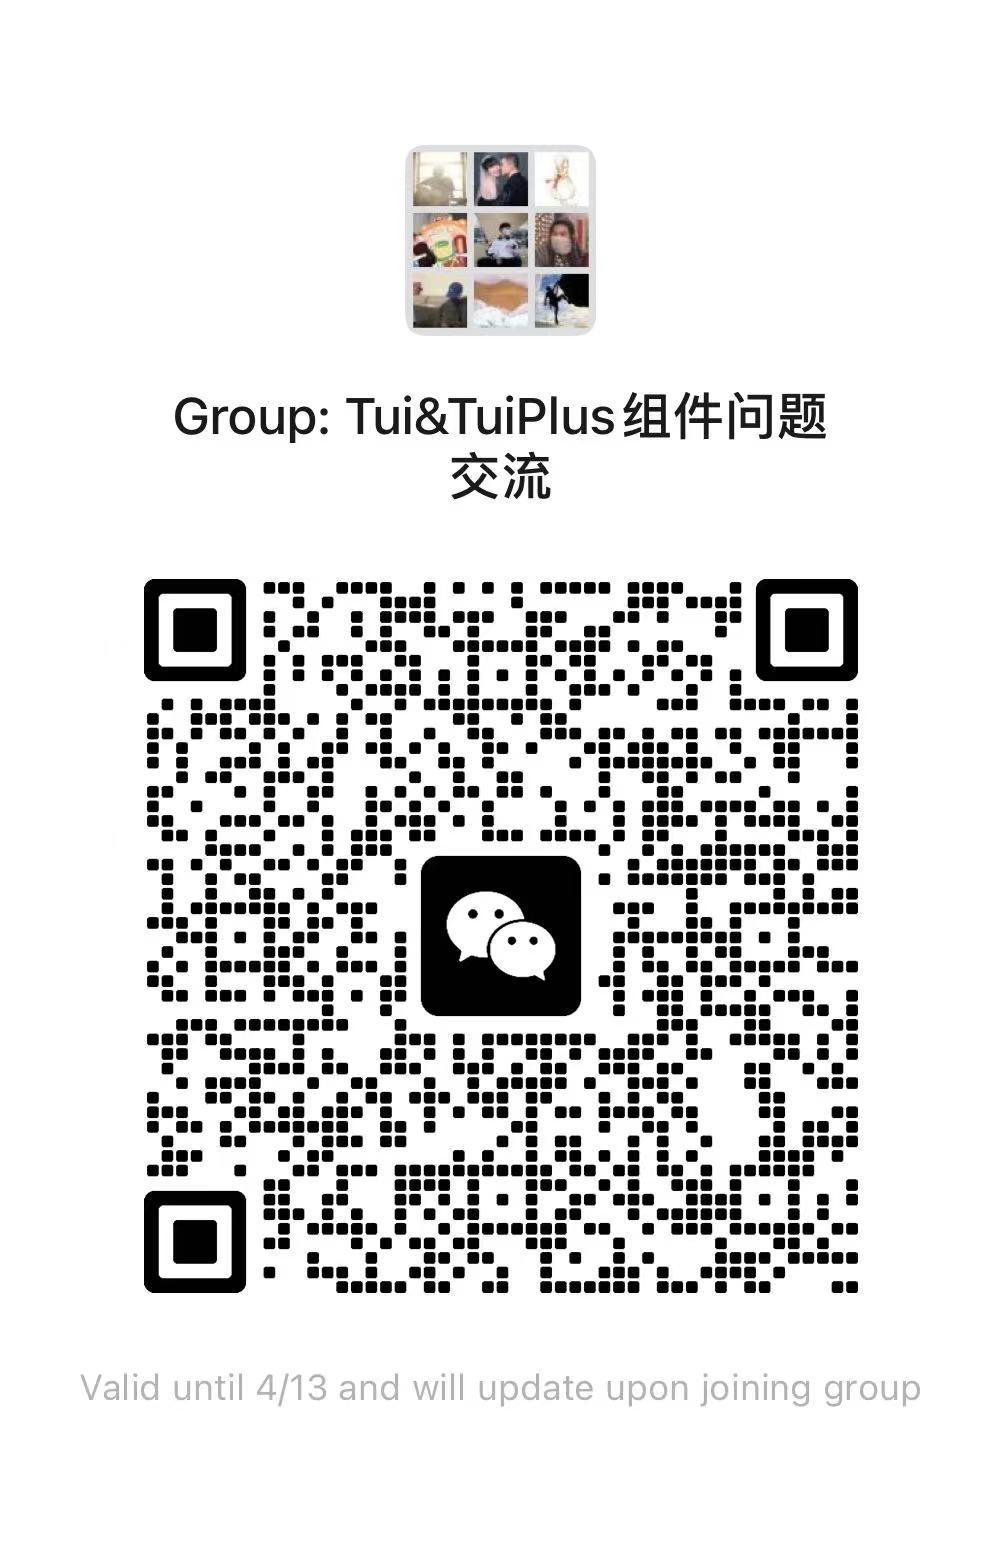 Group: Tui&TuiPlus组件问题
交流
Valid until 4/13 and will update upon joining group